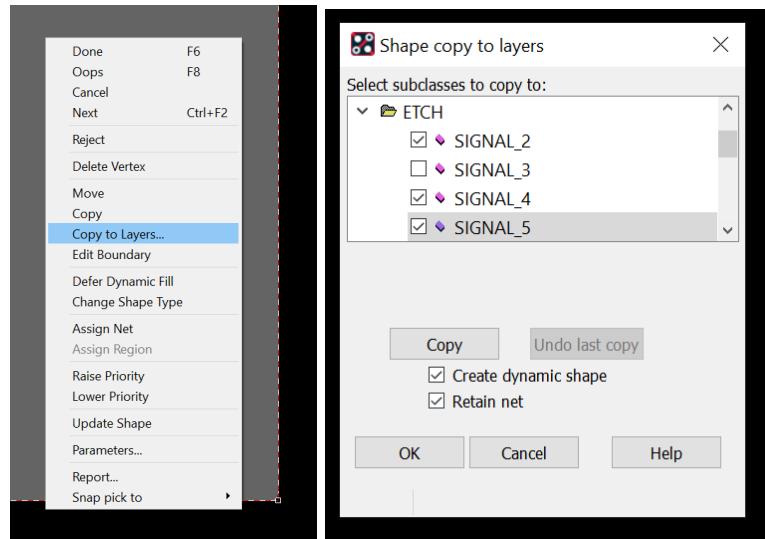 Done F6
Oops F8
Cancel
Next Ctrl+F2
Reject
Delete Vertex
Move
Copy
Copy to Layers...
Edit Boundary
Defer Dynamic Fill
Change Shape Type
Assign Net
Assign Region
Raise Priority
Lower Priority
Update Shape
Parameters...
Report...
Snap pick to
Shape copy to layers
Select subclasses to copy to:
ETCH
SIGNAL_2
SIGNAL_3
SIGNAL_4
SIGNAL_5
Copy Undo last copy
Create dynamic shape
Retain net
OK Cancel Help